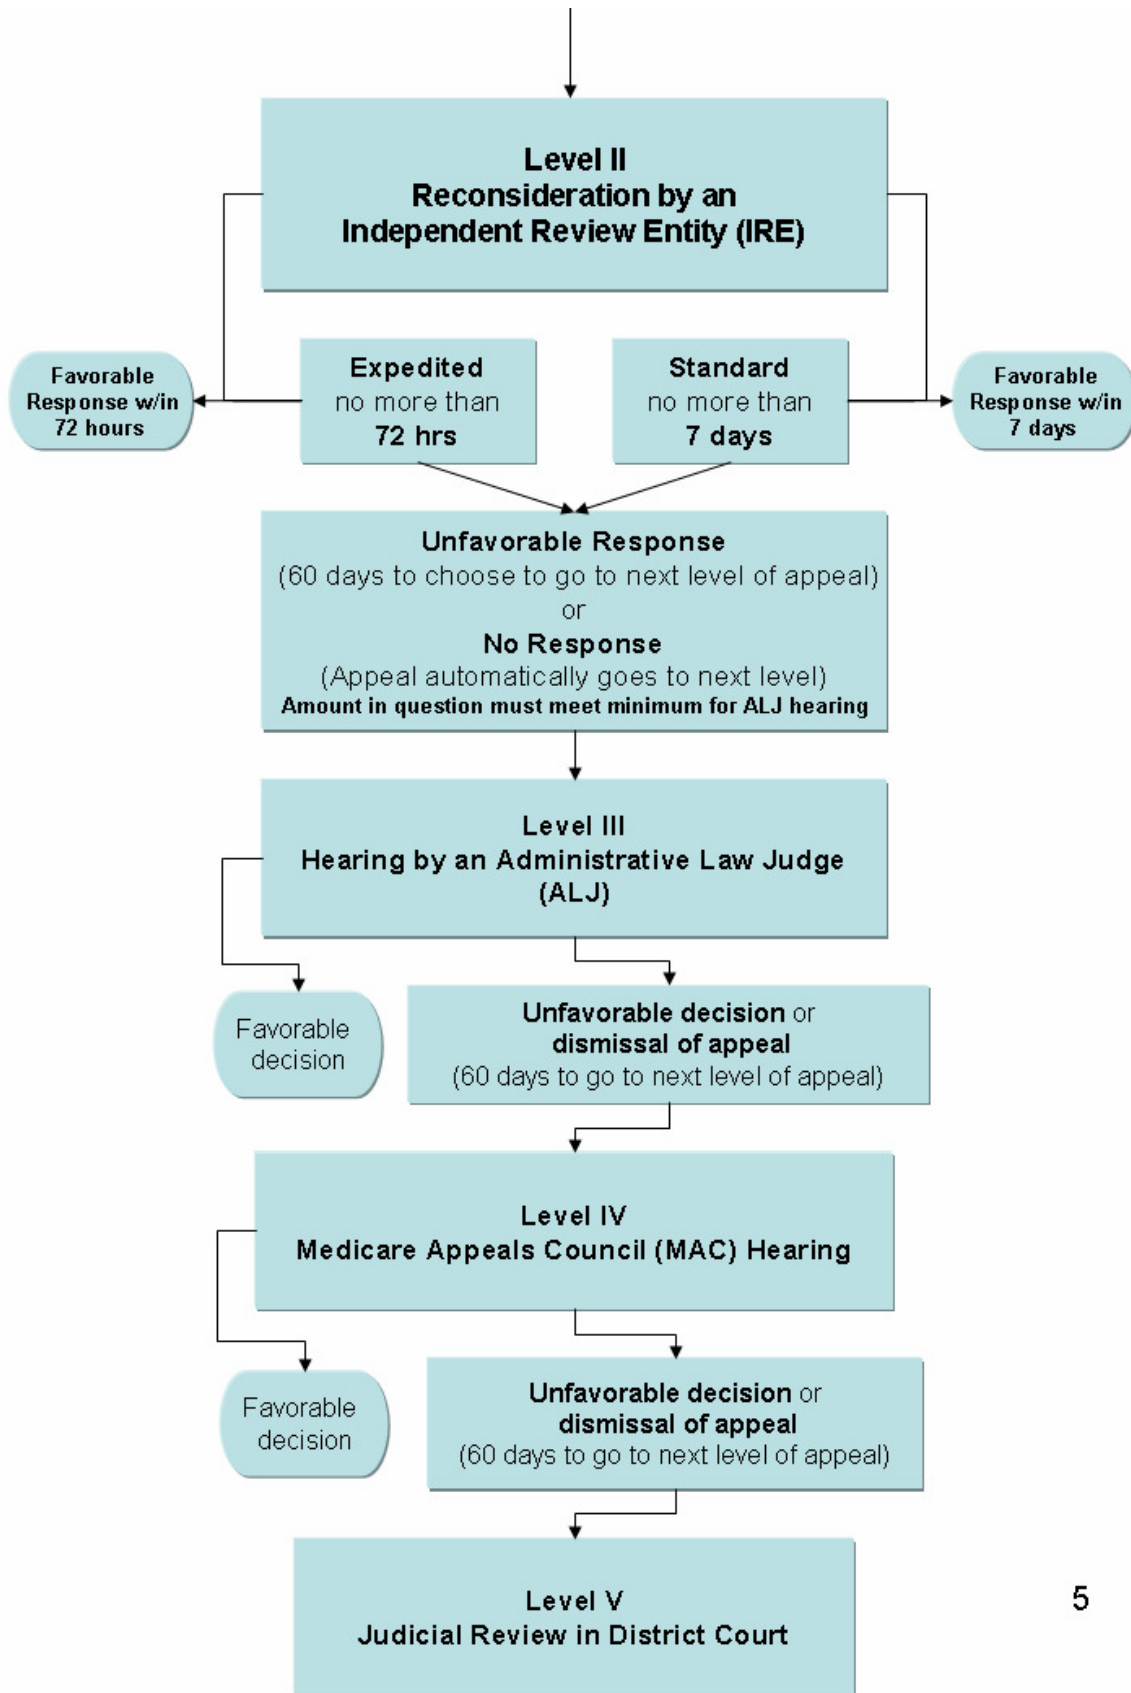 Level II
Reconsideration by an
Independent Review Entity (IRE)
Favorable
Response w/in
72 hours
Expedited
no more than
72 hrs
Standard
no more than
7 days
Favorable
Response w/in
7 days
Unfavorable Response
(60 days to choose to go to next level of appeal)
or
No Response
(Appeal automatically goes to next level)
Amount in question must meet minimum for ALJ hearing
Level III
Hearing by an Administrative Law Judge
(ALJ)
Favorable
decision
Unfavorable decision or
dismissal of appeal
(60 days to go to next level of appeal)
Level IV
Medicare Appeals Council (MAC) Hearing
Favorable
decision
Unfavorable decision or
dismissal of appeal
(60 days to go to next level of appeal)
Level V
Judicial Review in District Court
5